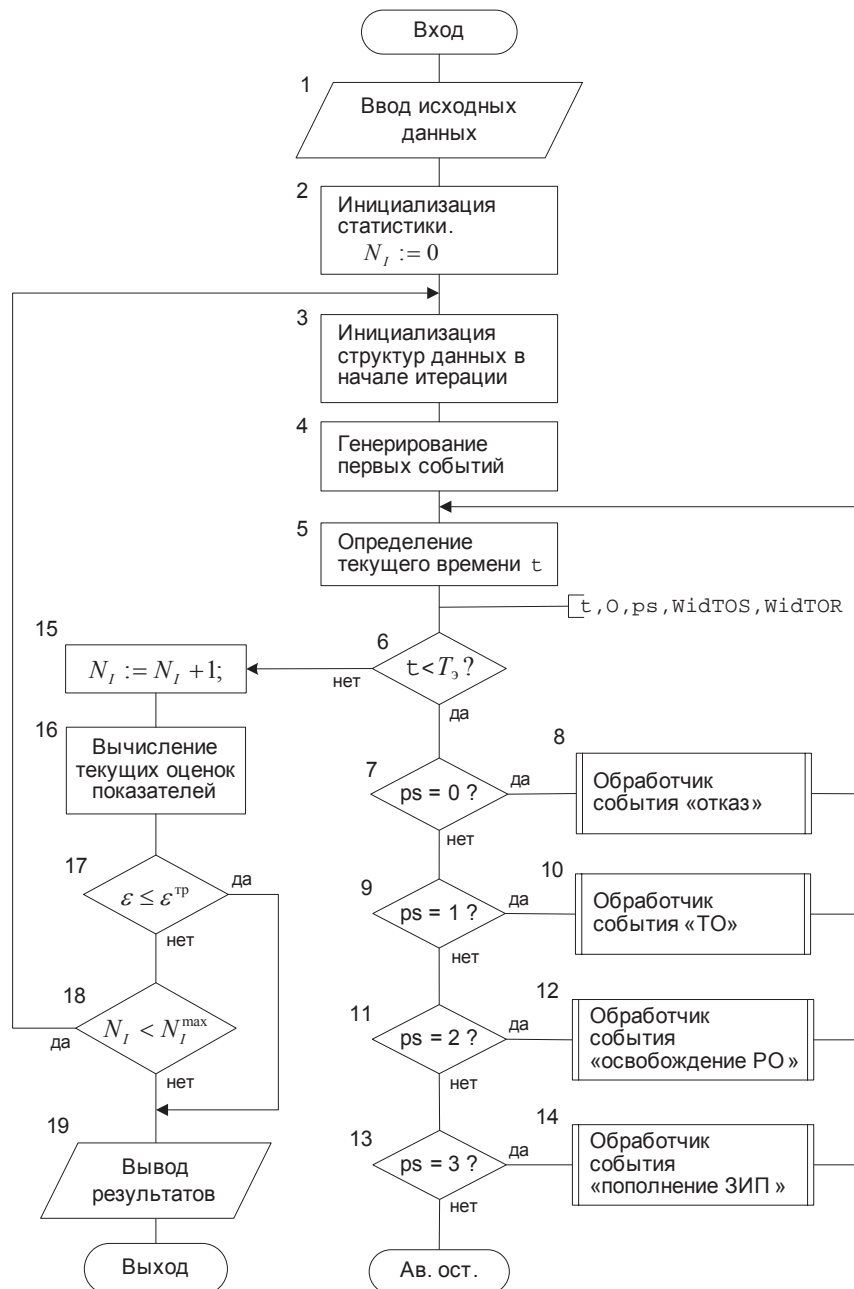 Вход
1
Ввод исходных
данных
2
Инициализация
статистики.
N_I := 0
3
Инициализация
структур данных в
начале итерации
4
Генерирование
первых событий
5
Определение
текущего времени t
t,O,ps,WidTOS,WidTOR
6
t<T_э?
нет
да
15
N_I := N_I +1;
16
Вычисление
текущих оценок
показателей
17
ε ≤ ε^тр
да
нет
18
N_I < N_I^max
да
нет
19
Вывод
результатов
Выход
7
ps = 0 ?
да
нет
8
Обработчик
события «отказ»
9
ps = 1 ?
да
нет
10
Обработчик
события «ТО»
11
ps = 2 ?
да
нет
12
Обработчик
события
«освобождение РО»
13
ps = 3 ?
да
нет
14
Обработчик
события
«пополнение ЗИП »
Ав. ост.